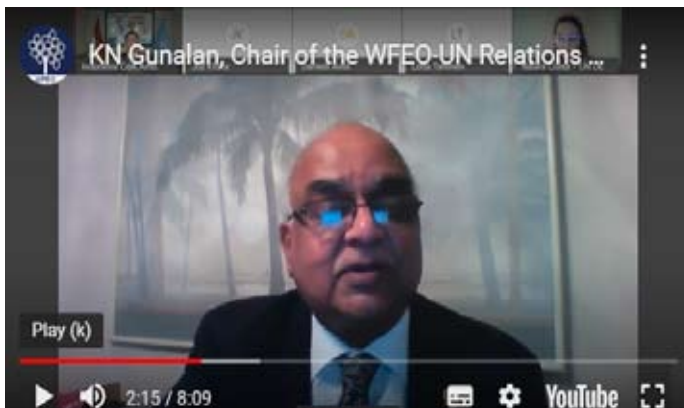 KN Gunalan, Chair of the WFEO-UN Relations ...
Play (k)
2:15 / 8:09
YouTube